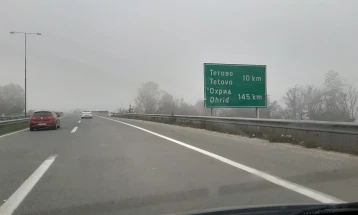 Тетово
Tetovo 10 km
Охрид
Ohrid 145 km